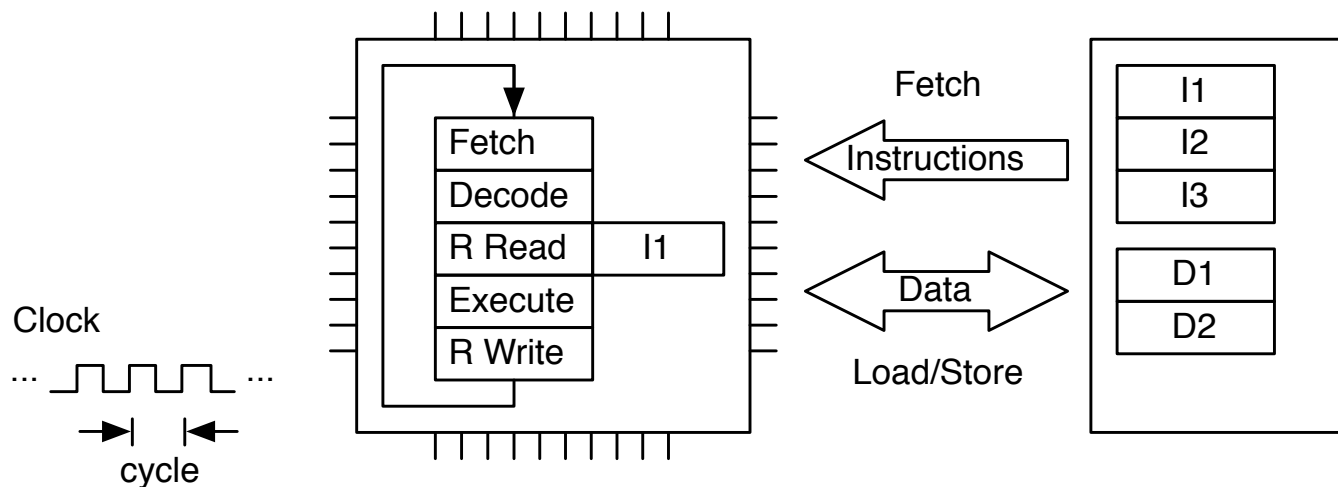 Clock
... ...
cycle
Fetch
Decode
R Read I1
Execute
R Write
Fetch
Instructions
Data
Load/Store
I1
I2
I3
D1
D2